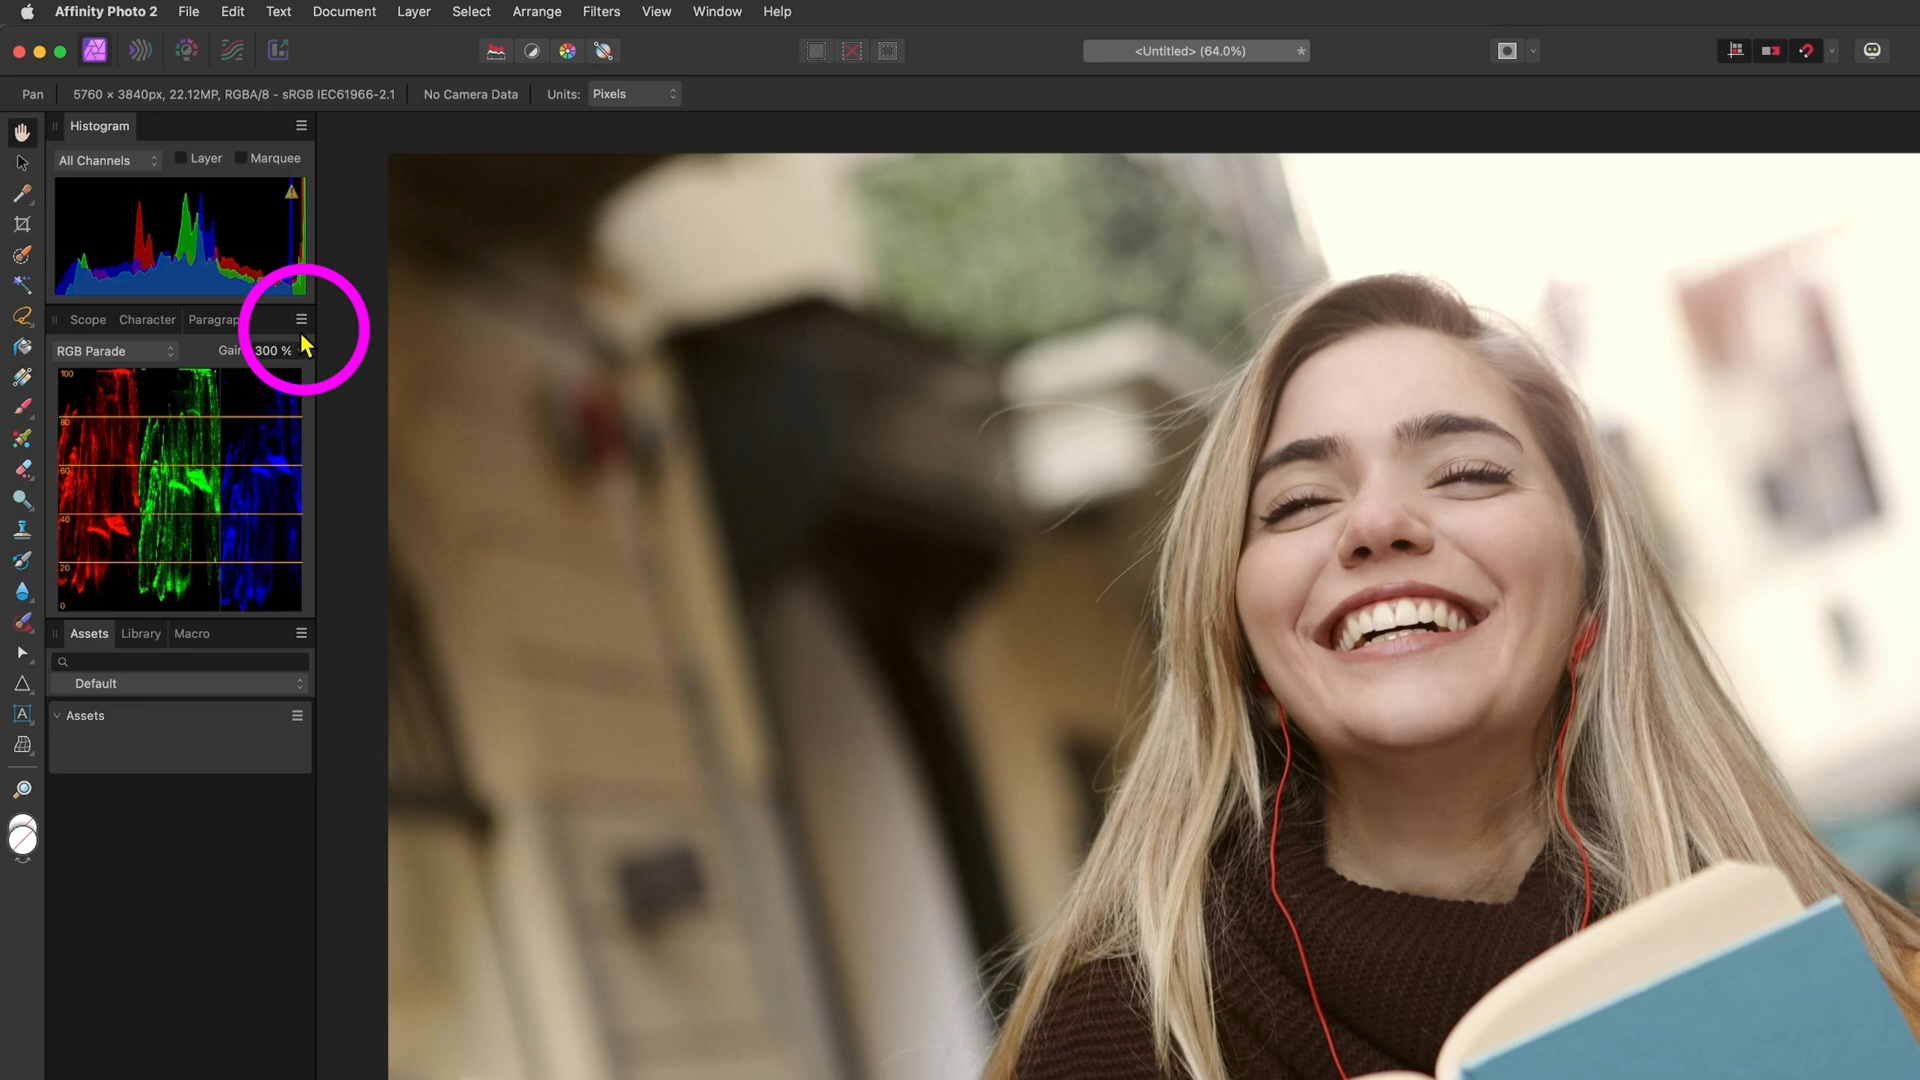 Affinity Photo 2 File Edit Text Document Layer Select Arrange Filters View Window Help
<Untitled> (64.0%) *
Pan 5760 × 3840px, 22.12MP, RGBA/8 - sRGB IEC61966-2.1 No Camera Data Units: Pixels
Histogram
All Channels Layer Marquee
Scope Character Paragrap
RGB Parade Gain 300 %
100
80
60
40
20
0
Assets Library Macro
Default
Assets
A